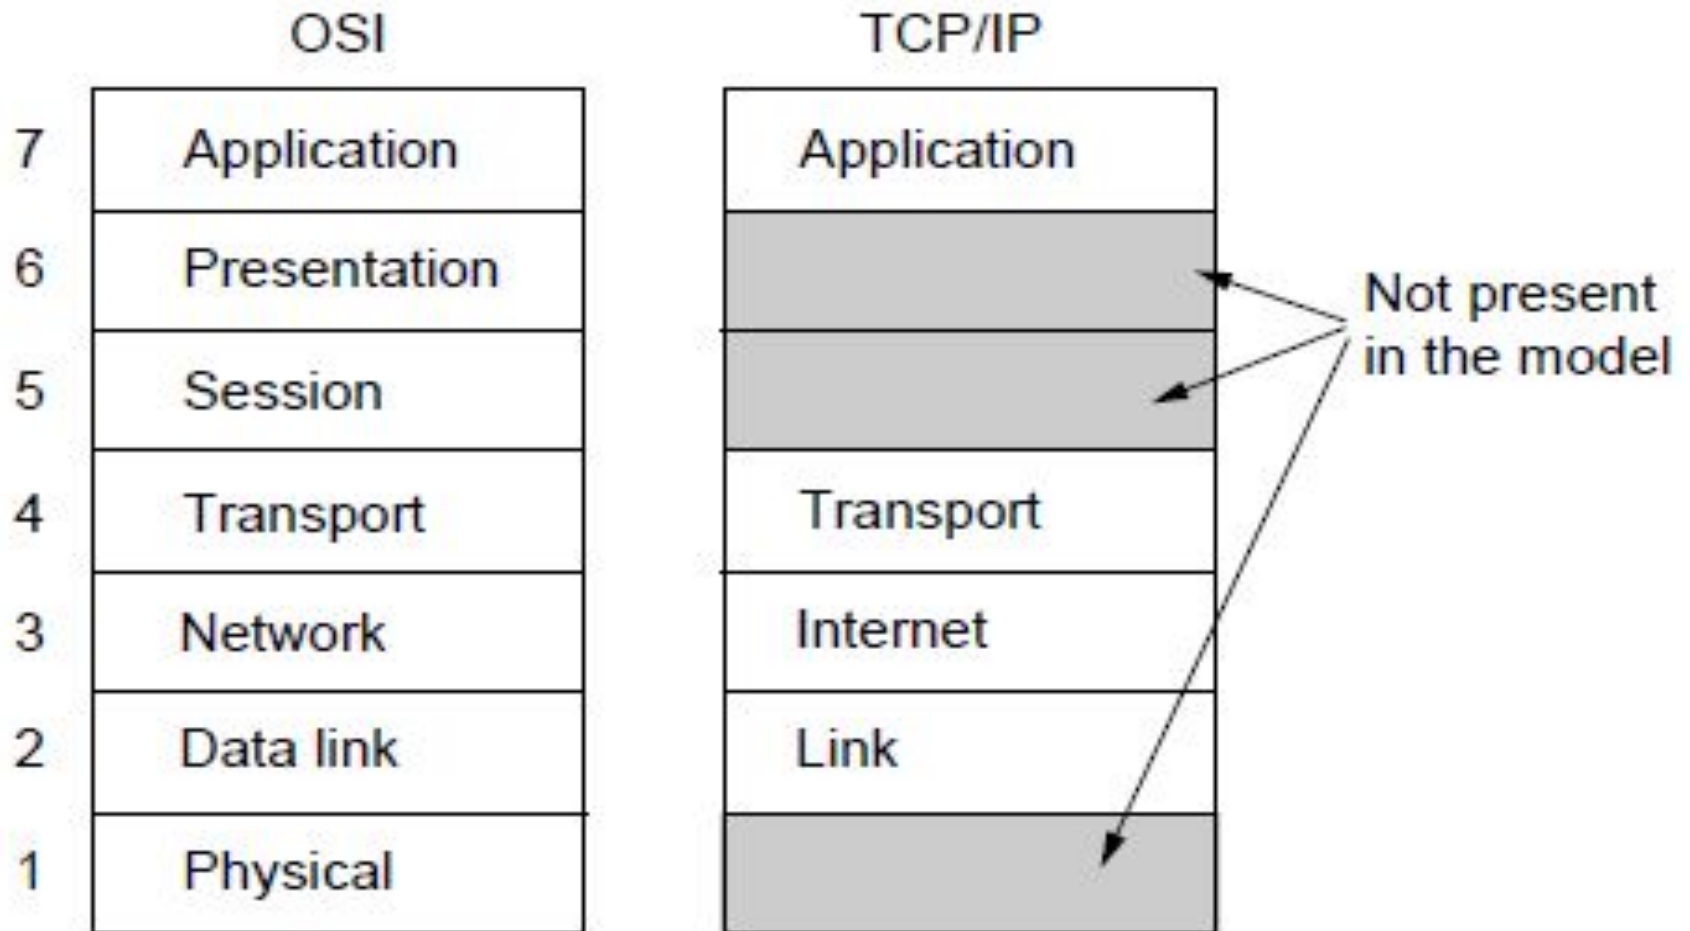 OSI TCP/IP
7 Application Application
6 Presentation
Not present
in the model
5 Session
4 Transport Transport
3 Network Internet
2 Data link Link
1 Physical